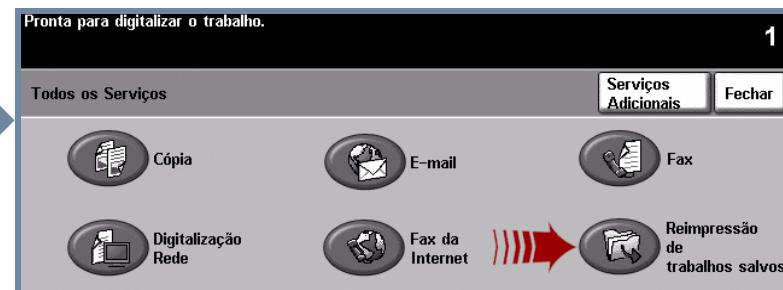 Pronta para digitalizar o trabalho.
1
Todos os Serviços
Serviços
Adicionais
Fechar
Cópia
E-mail
Fax
Digitalização
Rede
Fax da
Internet
Reimpressão
de
trabalhos salvos